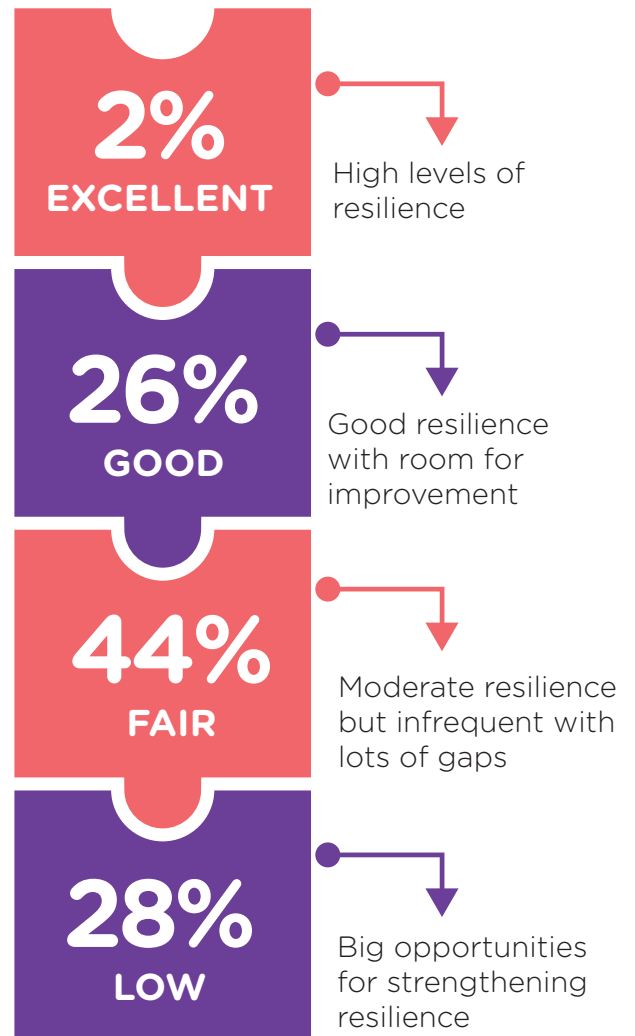 2%
EXCELLENT
High levels of
resilience
26%
GOOD
Good resilience
with room for
improvement
44%
FAIR
Moderate resilience
but infrequent with
lots of gaps
28%
LOW
Big opportunities
for strengthening
resilience